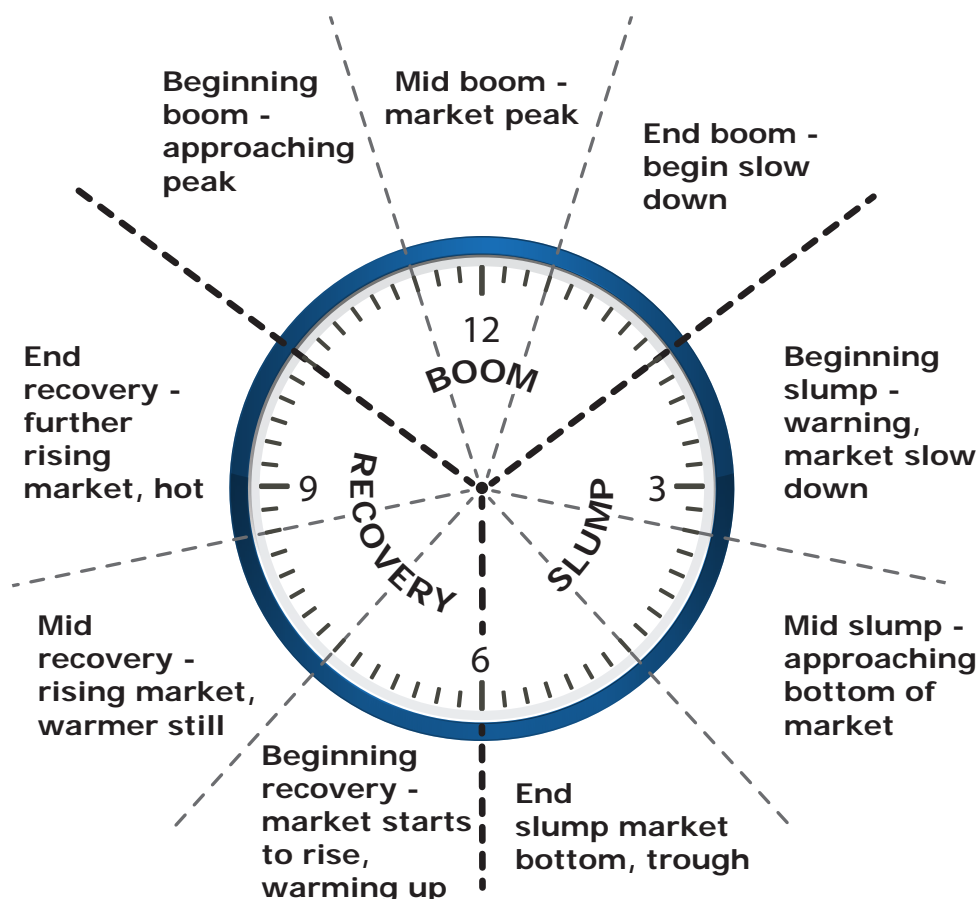 Beginning
boom -
approaching
peak
Mid boom -
market peak
End boom -
begin slow
down
12
BOOM
End
recovery -
further
rising
market, hot
9
RECOVERY
SLUMP
3
Beginning
slump -
warning,
market slow
down
6
Mid
recovery -
rising market,
warmer still
Mid slump -
approaching
bottom of
market
Beginning
recovery -
market starts
to rise,
warming up
End
slump market
bottom, trough